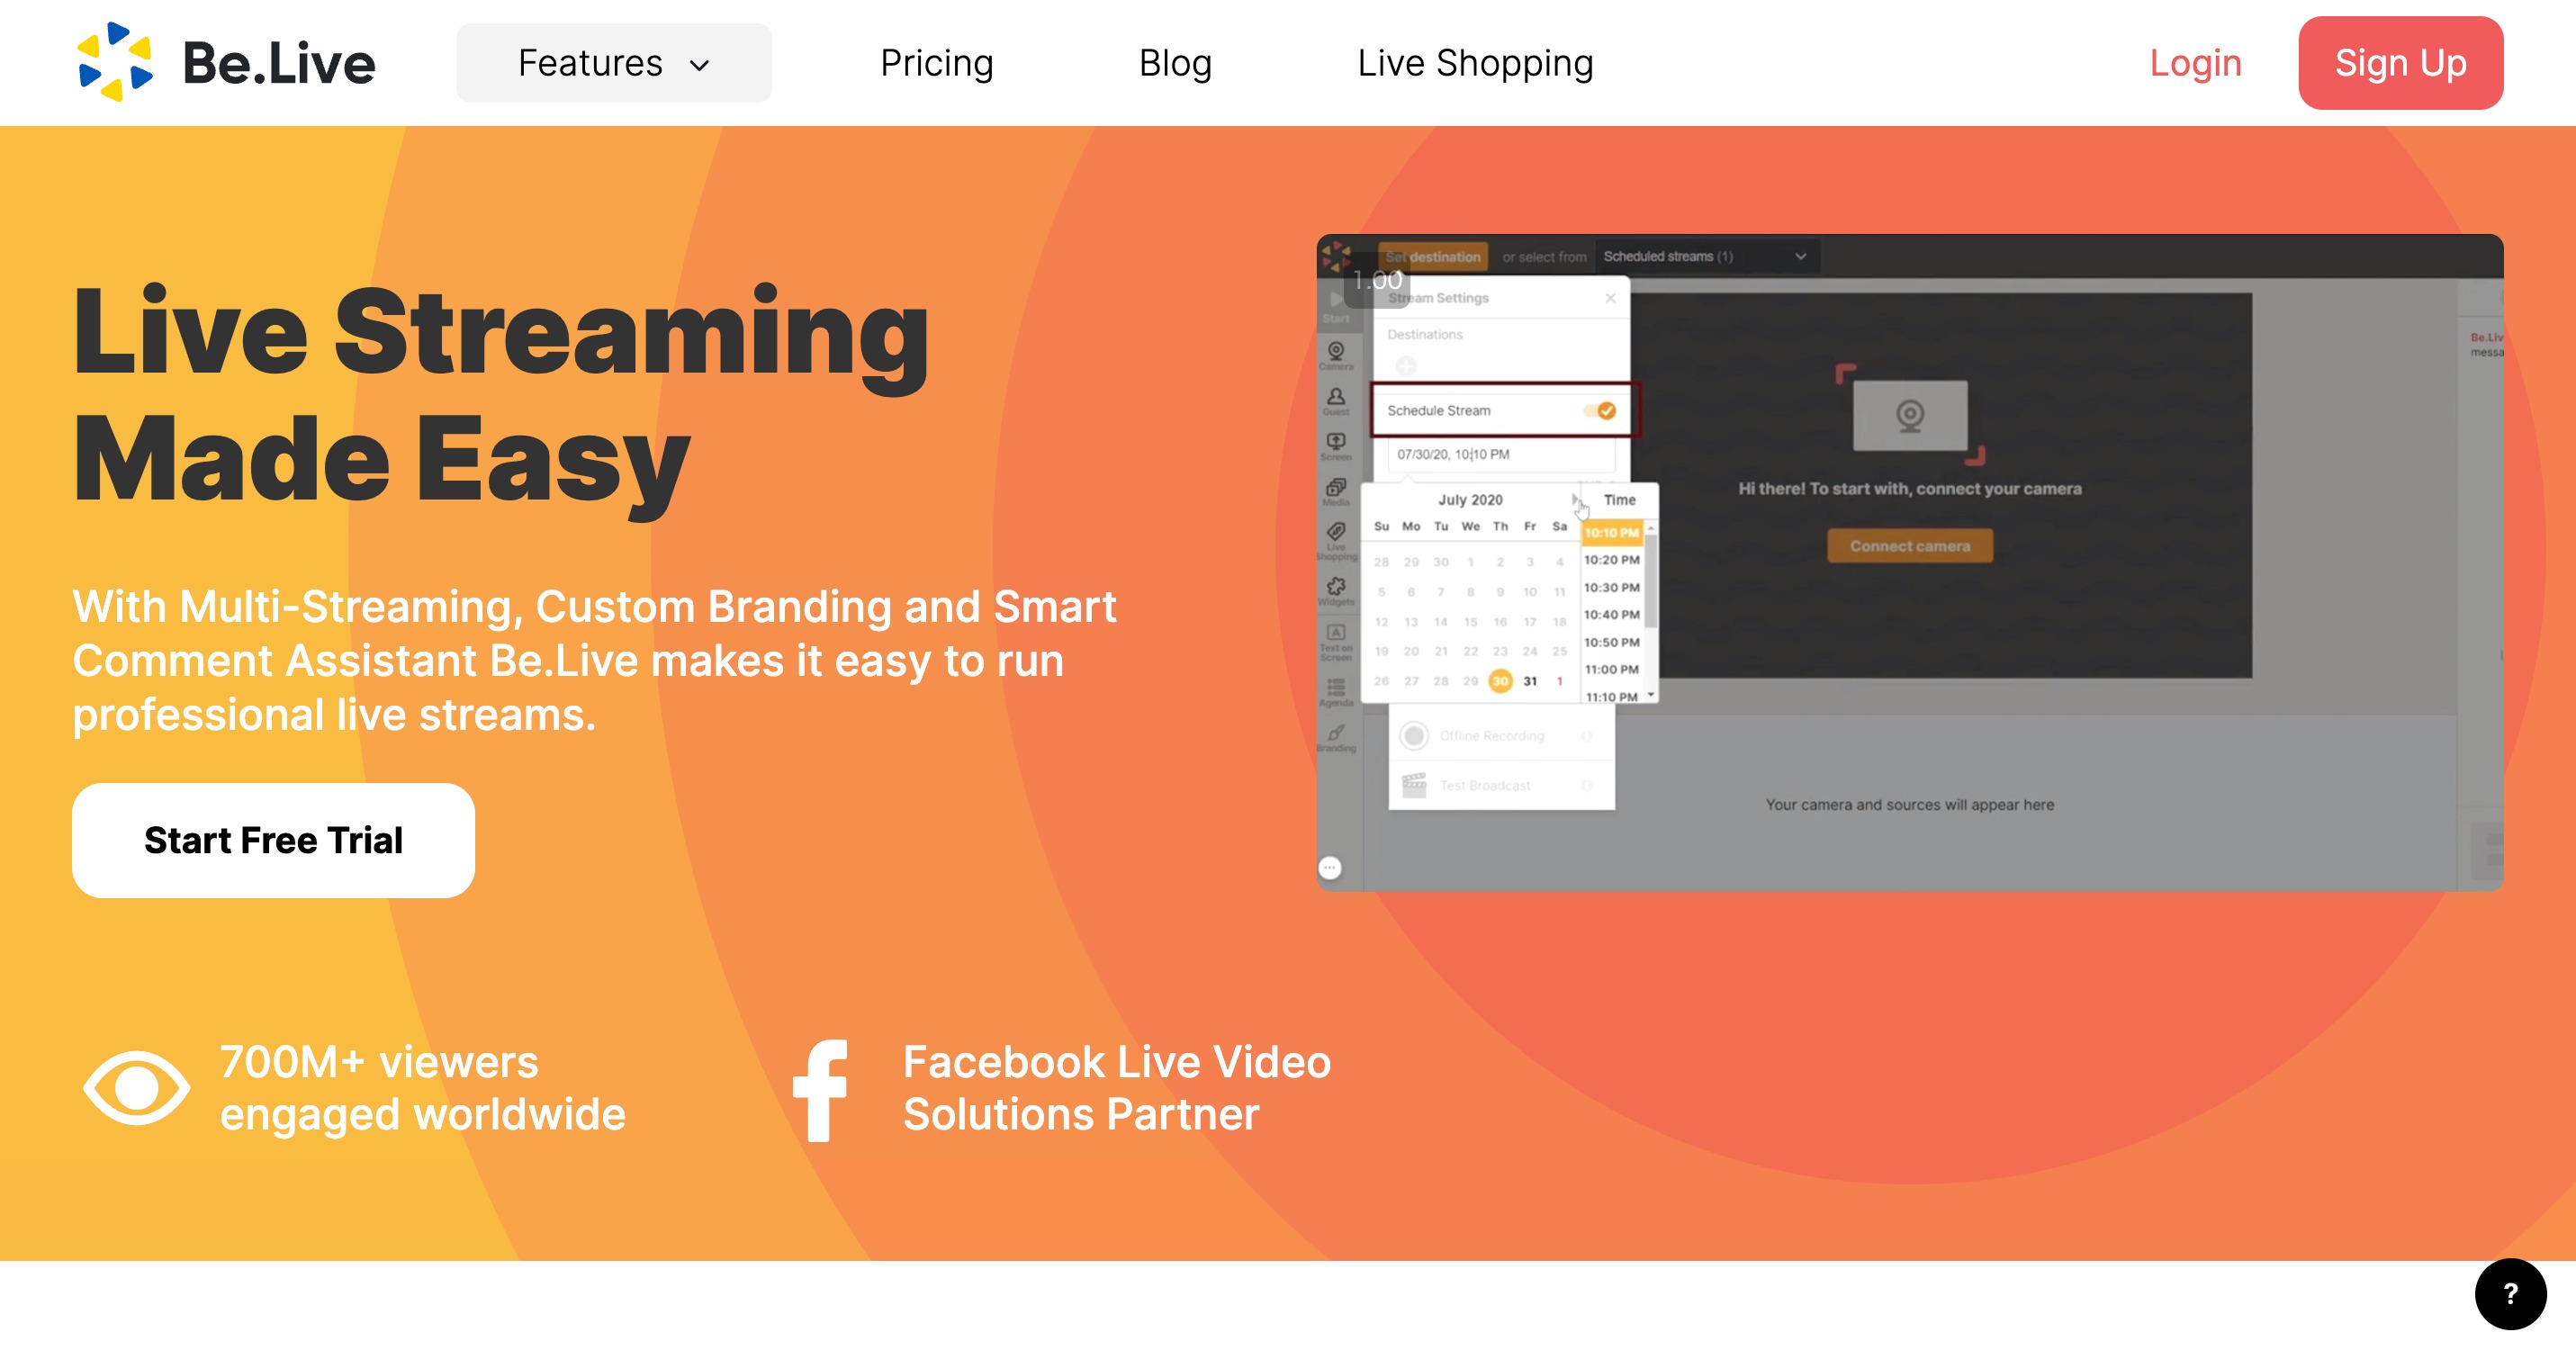 Be.Live
Features
Pricing
Blog
Live Shopping
Login
Sign Up
Live Streaming
Made Easy
With Multi-Streaming, Custom Branding and Smart
Comment Assistant Be.Live makes it easy to run
professional live streams.
Start Free Trial
700M+ viewers
engaged worldwide
Facebook Live Video
Solutions Partner
Set destination
or select from
Scheduled streams (1)
1.00
Stream Settings
Destinations
Schedule Stream
07/30/20, 10:10 PM
July 2020
Time
Su Mo Tu We Th Fr Sa
28 29 30 1 2 3 4
5 6 7 8 9 10 11
12 13 14 15 16 17 18
19 20 21 22 23 24 25
26 27 28 29 30 31 1
10:10 PM
10:20 PM
10:30 PM
10:40 PM
10:50 PM
11:00 PM
11:10 PM
Offline Recording
Test Broadcast
Start
Camera
Guest
Screen
Media
Live
Shopping
Widgets
Text on
Screen
Agenda
Branding
Hi there! To start with, connect your camera
Connect camera
Your camera and sources will appear here
Be.Liv
messa
?